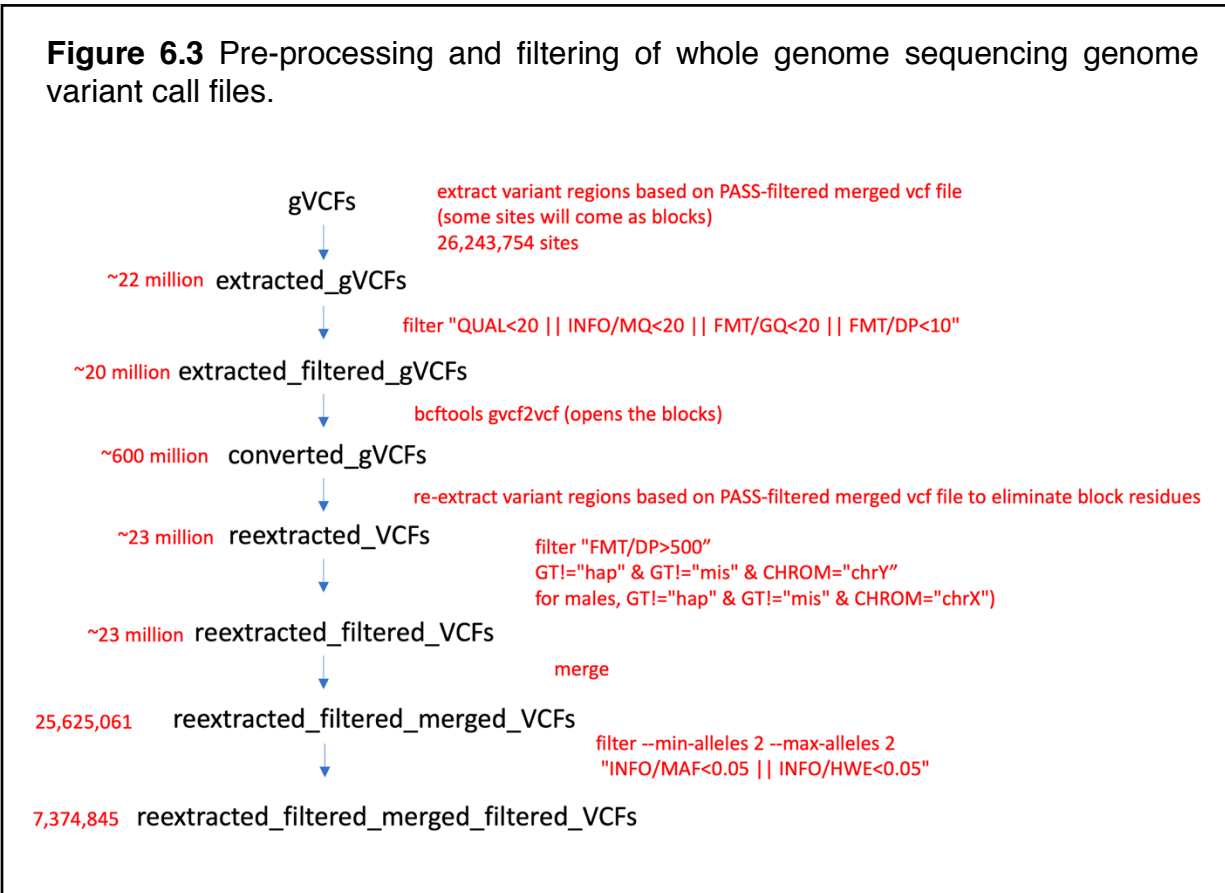 Figure 6.3 Pre-processing and filtering of whole genome sequencing genome
variant call files.
gVCFs
extract variant regions based on PASS-filtered merged vcf file
(some sites will come as blocks)
26,243,754 sites
~22 million extracted_gVCFs
filter "QUAL<20 || INFO/MQ<20 || FMT/GQ<20 || FMT/DP<10"
~20 million extracted_filtered_gVCFs
bcftools gvcf2vcf (opens the blocks)
~600 million converted_gVCFs
re-extract variant regions based on PASS-filtered merged vcf file to eliminate block residues
~23 million reextracted_VCFs
filter "FMT/DP>500”
GT!="hap" & GT!="mis" & CHROM="chrY”
for males, GT!="hap" & GT!="mis" & CHROM="chrX")
~23 million reextracted_filtered_VCFs
merge
25,625,061 reextracted_filtered_merged_VCFs
filter --min-alleles 2 --max-alleles 2
"INFO/MAF<0.05 || INFO/HWE<0.05"
7,374,845 reextracted_filtered_merged_filtered_VCFs